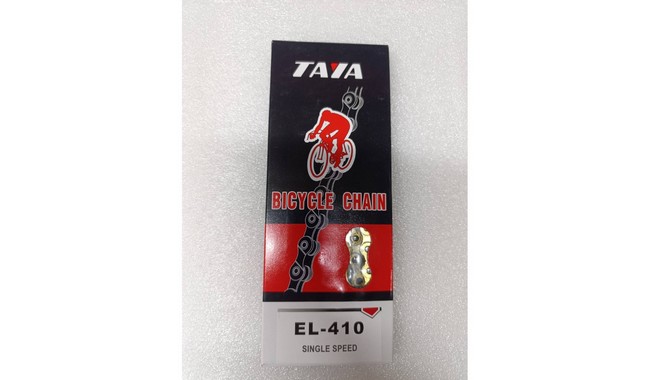 TAYA
BICYCLE CHAIN
EL-410
SINGLE SPEED